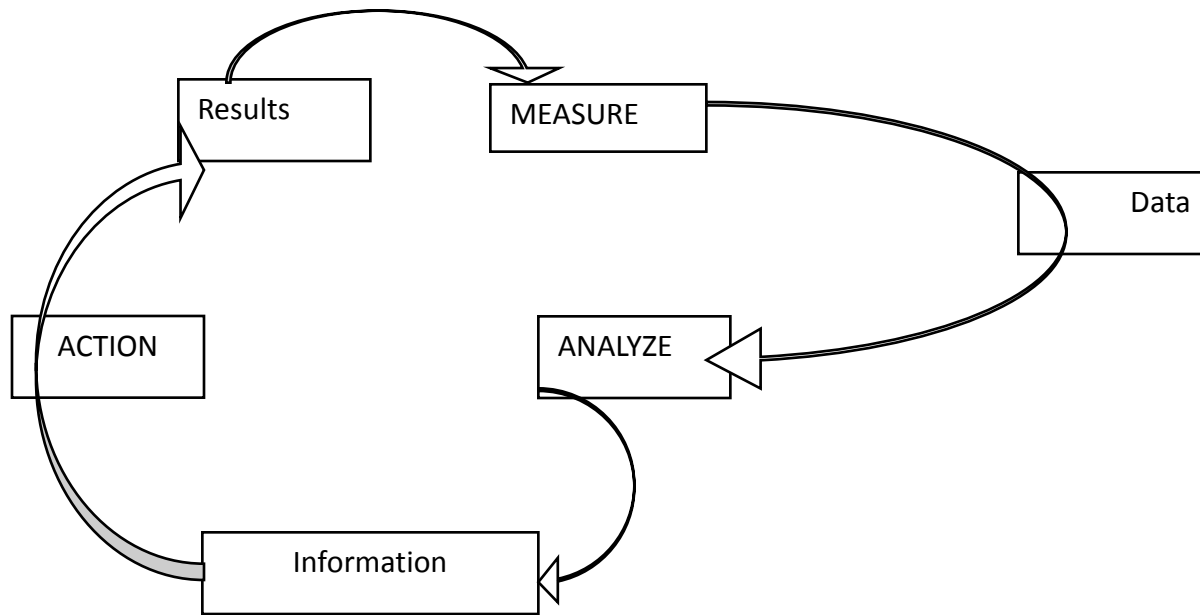 Results
MEASURE
Data
ACTION
ANALYZE
Information